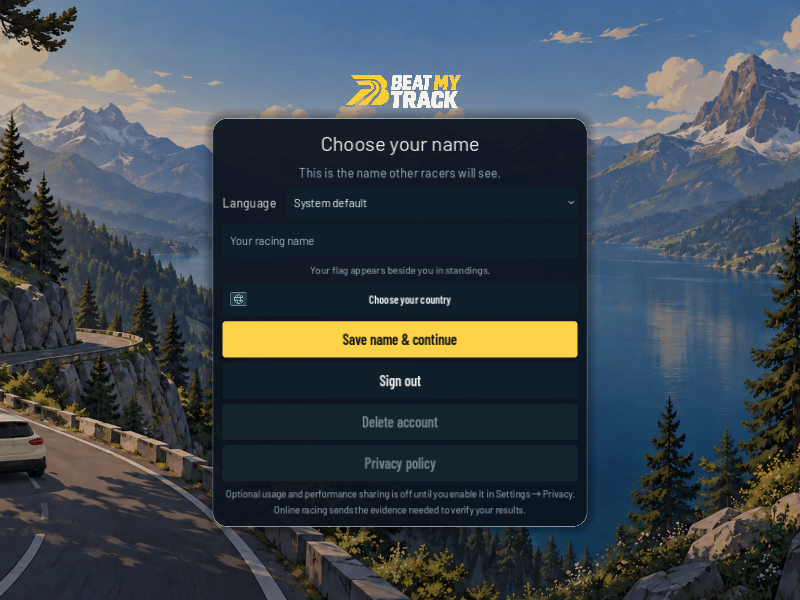 BEAT MY
TRACK
Choose your name
This is the name other racers will see.
Language System default
Your racing name
Your flag appears beside you in standings.
Choose your country
Save name & continue
Sign out
Delete account
Privacy policy
Optional usage and performance sharing is off until you enable it in Settings → Privacy.
Online racing sends the evidence needed to verify your results.